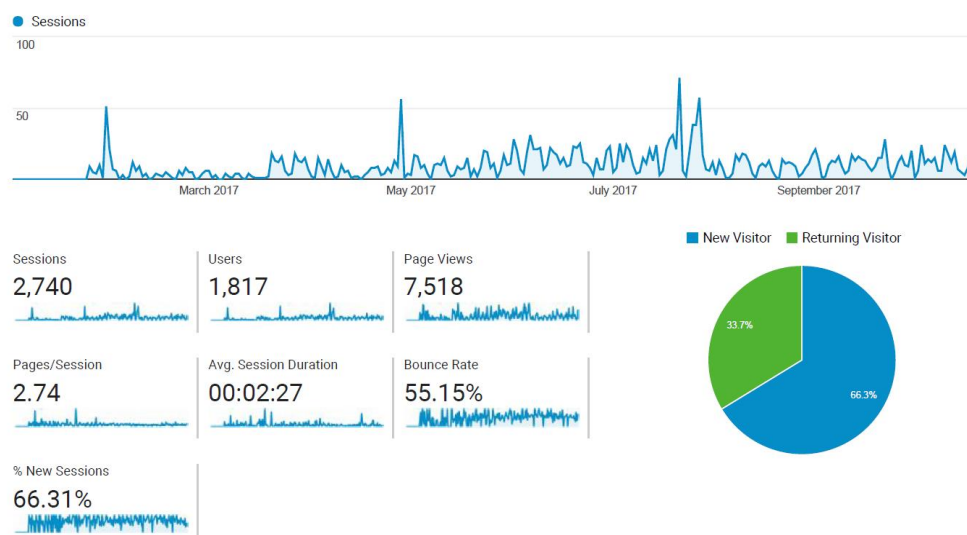 Sessions
100
50
March 2017 May 2017 July 2017 September 2017
New Visitor Returning Visitor
Sessions Users Page Views
2,740 1,817 7,518
Pages/Session Avg. Session Duration Bounce Rate
2.74 00:02:27 55.15%
33.7%
66.3%
% New Sessions
66.31%